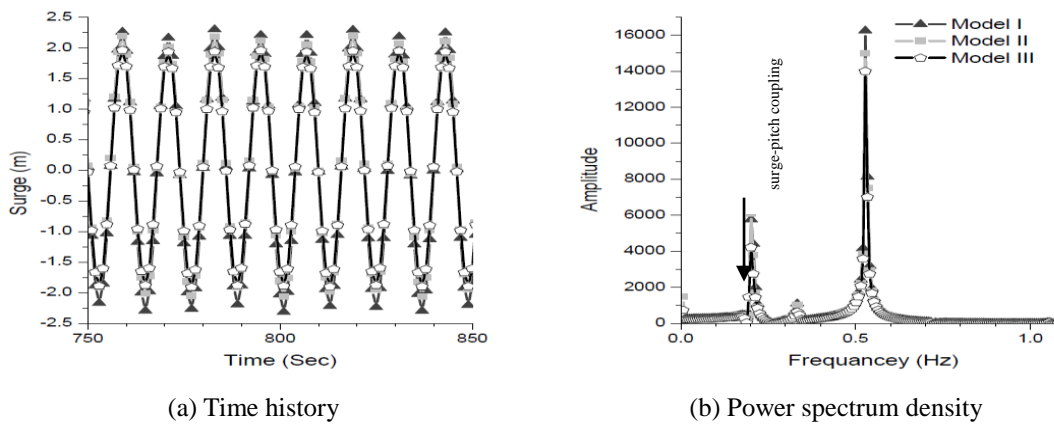 2.5
2.0
1.5
1.0
0.5
0.0
-0.5
-1.0
-1.5
-2.0
-2.5
Surge (m)
750
800
850
Time (Sec)
(a) Time history
16000
14000
12000
10000
8000
6000
4000
2000
0
Amplitude
surge-pitch coupling
Model I
Model II
Model III
0.0
0.5
1.0
Frequancey (Hz)
(b) Power spectrum density